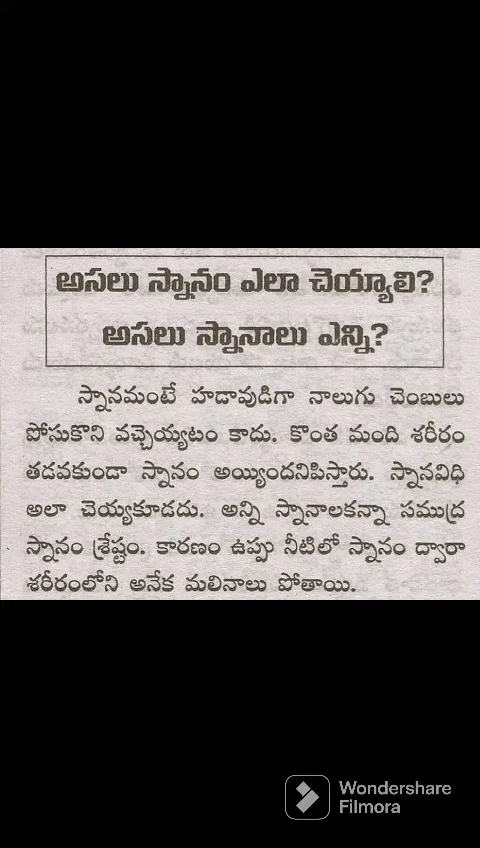 అసలు స్నానం ఎలా చెయ్యాలి?
అసలు స్నానాలు ఎన్ని?
స్నానమంటే హడావుడిగా నాలుగు చెంబులు
పోసుకొని వచ్చెయ్యటం కాదు. కొంత మంది శరీరం
తడవకుండా స్నానం అయ్యిందనిపిస్తారు. స్నానవిధి
అలా చెయ్యకూడదు. అన్ని స్నానాలకన్నా సముద్ర
స్నానం శ్రేష్టం. కారణం ఉప్పు నీటిలో స్నానం ద్వారా
శరీరంలోని అనేక మలినాలు పోతాయి.
Wondershare
Filmora